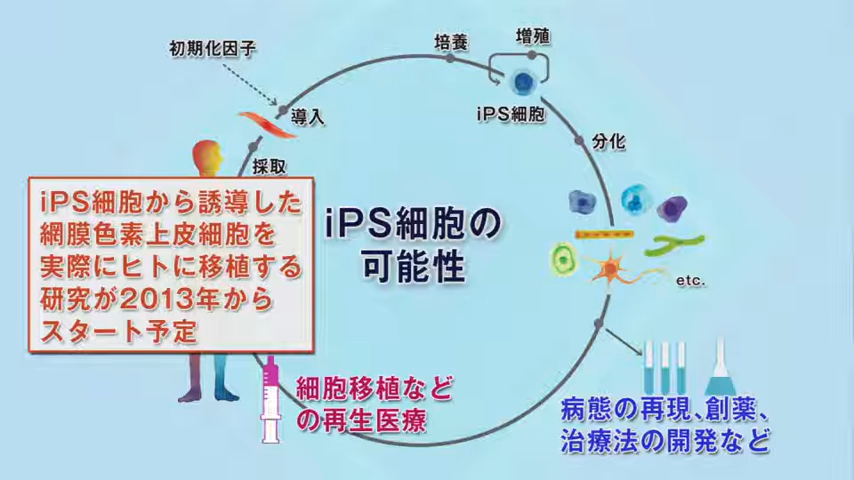 初期化因子
培養
増殖
導入
iPS細胞
採取
分化
iPS細胞から誘導した
網膜色素上皮細胞を
実際にヒトに移植する
研究が2013年から
スタート予定
iPS細胞の
可能性
etc.
細胞移植など
の再生医療
病態の再現、創薬、
治療法の開発など